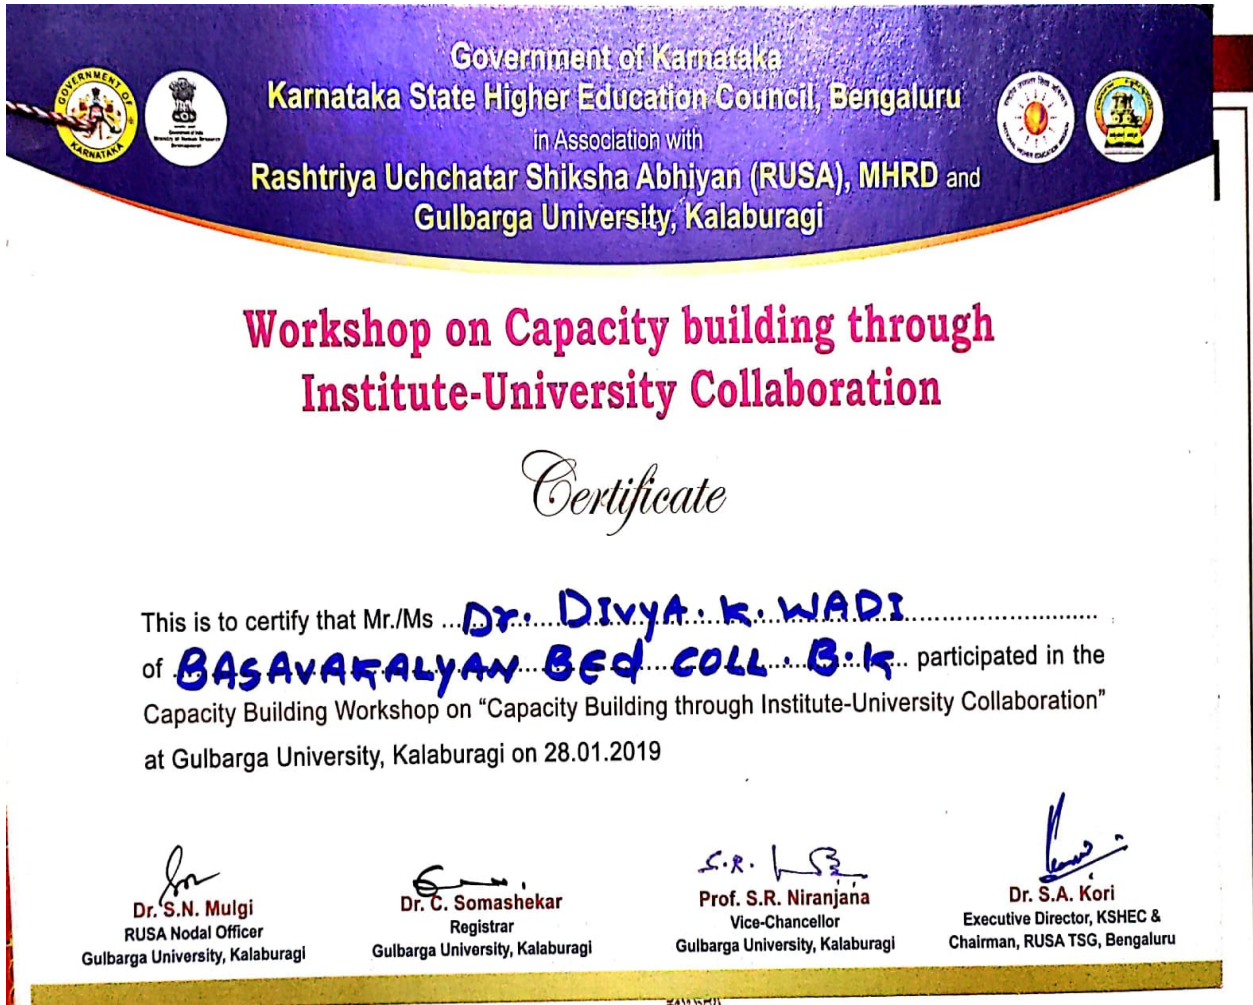 Government of Karnataka
Karnataka State Higher Education Council, Bengaluru
in Association with
Rashtriya Uchchatar Shiksha Abhiyan (RUSA), MHRD and
Gulbarga University, Kalaburagi
GOVERNMENT OF KARNATAKA
Workshop on Capacity building through
Institute-University Collaboration
Certificate
This is to certify that Mr./Ms ....Dr. DIVYA. K. WADI....
of BASAVAKALYAN BEd COLL. B.K.. participated in the
Capacity Building Workshop on “Capacity Building through Institute-University Collaboration”
at Gulbarga University, Kalaburagi on 28.01.2019
S.R.
Dr. S.N. Mulgi
RUSA Nodal Officer
Gulbarga University, Kalaburagi
Dr. C. Somashekar
Registrar
Gulbarga University, Kalaburagi
Prof. S.R. Niranjana
Vice-Chancellor
Gulbarga University, Kalaburagi
Dr. S.A. Kori
Executive Director, KSHEC &
Chairman, RUSA TSG, Bengaluru